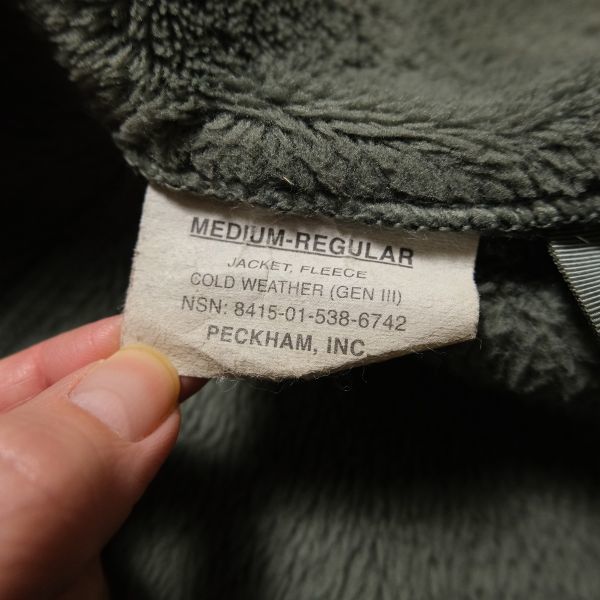 MEDIUM-REGULAR
JACKET, FLEECE
COLD WEATHER (GEN III)
NSN: 8415-01-538-6742
PECKHAM, INC